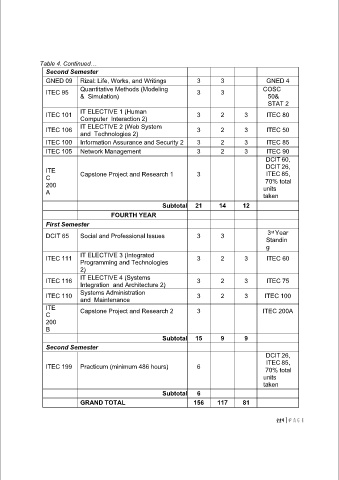 Table 4. Continued…
Second Semester
GNED 09 Rizal: Life, Works, and Writings 3 3 GNED 4
ITEC 95 Quantitative Methods (Modeling & Simulation) 3 3 COSC 50& STAT 2
ITEC 101 IT ELECTIVE 1 (Human Computer Interaction 2) 3 2 3 ITEC 80
ITEC 106 IT ELECTIVE 2 (Web System and Technologies 2) 3 2 3 ITEC 50
ITEC 100 Information Assurance and Security 2 3 2 3 ITEC 85
ITEC 105 Network Management 3 2 3 ITEC 90
ITE C 200 A Capstone Project and Research 1 3 DCIT 60, DCIT 26, ITEC 85, 70% total units taken
Subtotal 21 14 12
FOURTH YEAR
First Semester
DCIT 65 Social and Professional Issues 3 3 3rd Year Standin g
ITEC 111 IT ELECTIVE 3 (Integrated Programming and Technologies 2) 3 2 3 ITEC 60
ITEC 116 IT ELECTIVE 4 (Systems Integration and Architecture 2) 3 2 3 ITEC 75
ITEC 110 Systems Administration and Maintenance 3 2 3 ITEC 100
ITE C 200 B Capstone Project and Research 2 3 ITEC 200A
Subtotal 15 9 9
Second Semester
ITEC 199 Practicum (minimum 486 hours) 6 DCIT 26, ITEC 85, 70% total units taken
Subtotal 6
GRAND TOTAL 156 117 81
| P A G E